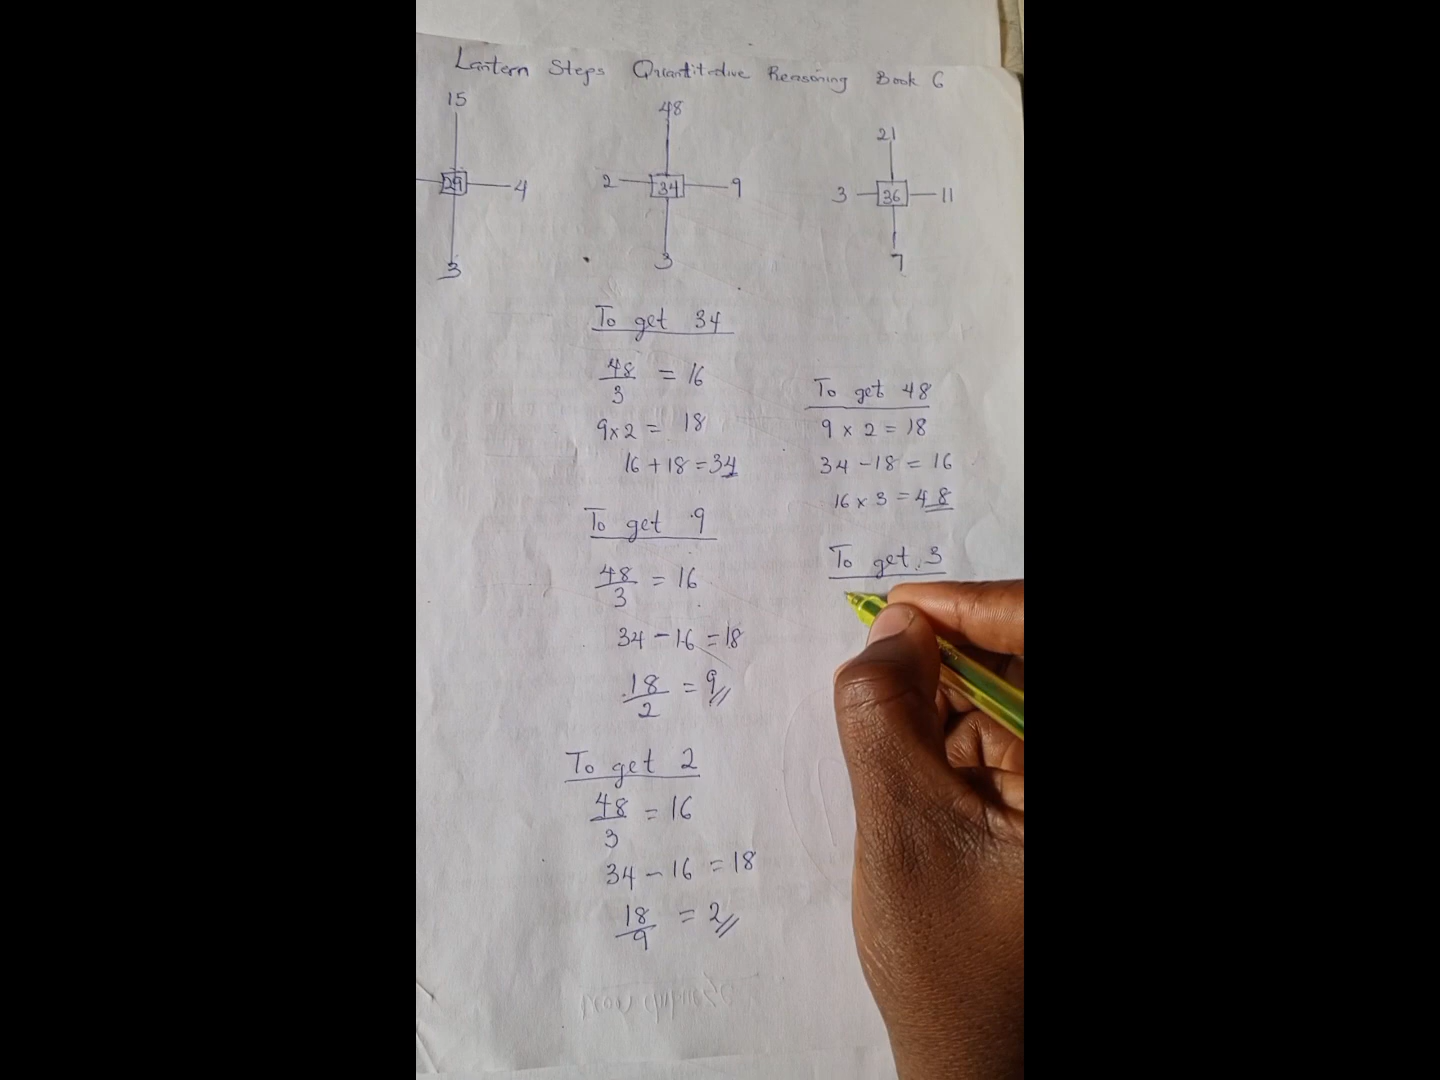 Lantern Steps Quantitative Reasoning Book 6
15
29
4
3
48
2
34
9
3
21
3
36
11
7
To get 34
48/3 = 16
9x2 = 18
16 + 18 = 34
To get 9
48/3 = 16
34 - 16 = 18
18/2 = 9
To get 2
48/3 = 16
34 - 16 = 18
18/9 = 2
To get 48
9 x 2 = 18
34 - 18 = 16
16 x 3 = 48
To get 3